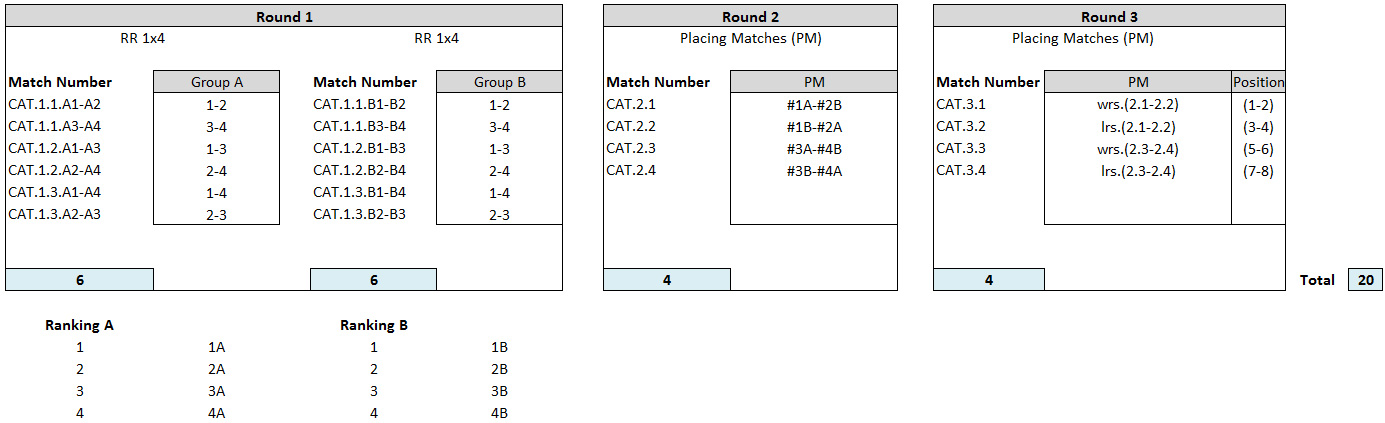 Round 1 Round 2 Round 3
RR 1x4 RR 1x4 Placing Matches (PM) Placing Matches (PM)
Match Number Group A Match Number Group B Match Number PM Match Number PM Position
CAT.1.1.A1-A2 1-2 CAT.1.1.B1-B2 1-2 CAT.2.1 #1A-#2B CAT.3.1 wrs.(2.1-2.2) (1-2)
CAT.1.1.A3-A4 3-4 CAT.1.1.B3-B4 3-4 CAT.2.2 #1B-#2A CAT.3.2 lrs.(2.1-2.2) (3-4)
CAT.1.2.A1-A3 1-3 CAT.1.2.B1-B3 1-3 CAT.2.3 #3A-#4B CAT.3.3 wrs.(2.3-2.4) (5-6)
CAT.1.2.A2-A4 2-4 CAT.1.2.B2-B4 2-4 CAT.2.4 #3B-#4A CAT.3.4 lrs.(2.3-2.4) (7-8)
CAT.1.3.A1-A4 1-4 CAT.1.3.B1-B4 1-4
CAT.1.3.A2-A3 2-3 CAT.1.3.B2-B3 2-3
6 6 4 4 Total 20
Ranking A Ranking B
1 1A 1 1B
2 2A 2 2B
3 3A 3 3B
4 4A 4 4B